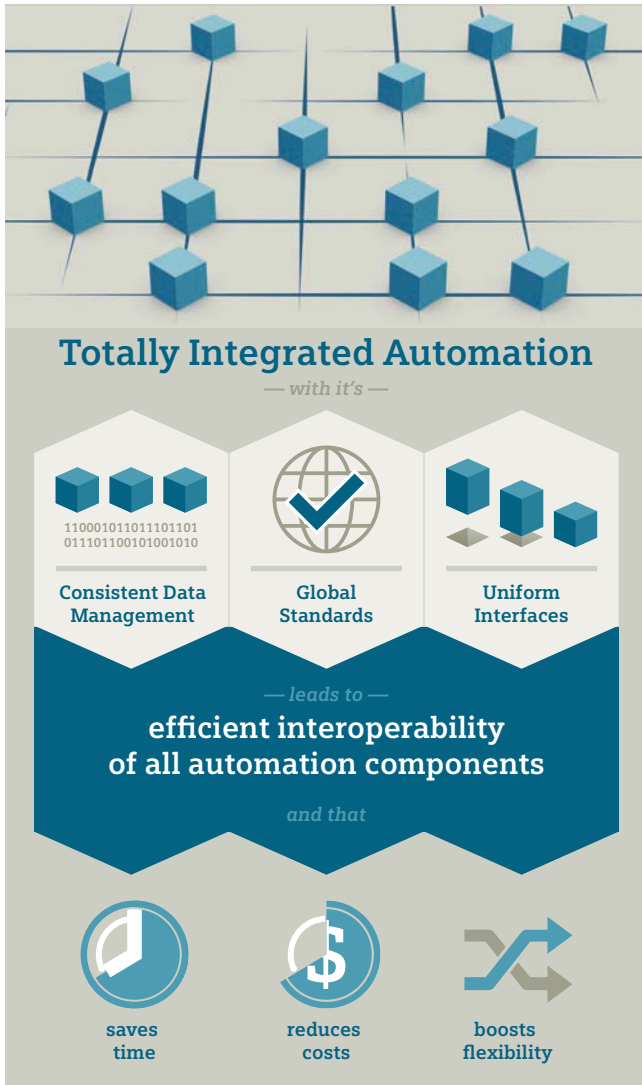 Totally Integrated Automation
— with it's —
110001011011101101
011101100101001010
Consistent Data
Management
Global
Standards
Uniform
Interfaces
— leads to —
efficient interoperability
of all automation components
and that
$
saves
time
reduces
costs
boosts
flexibility